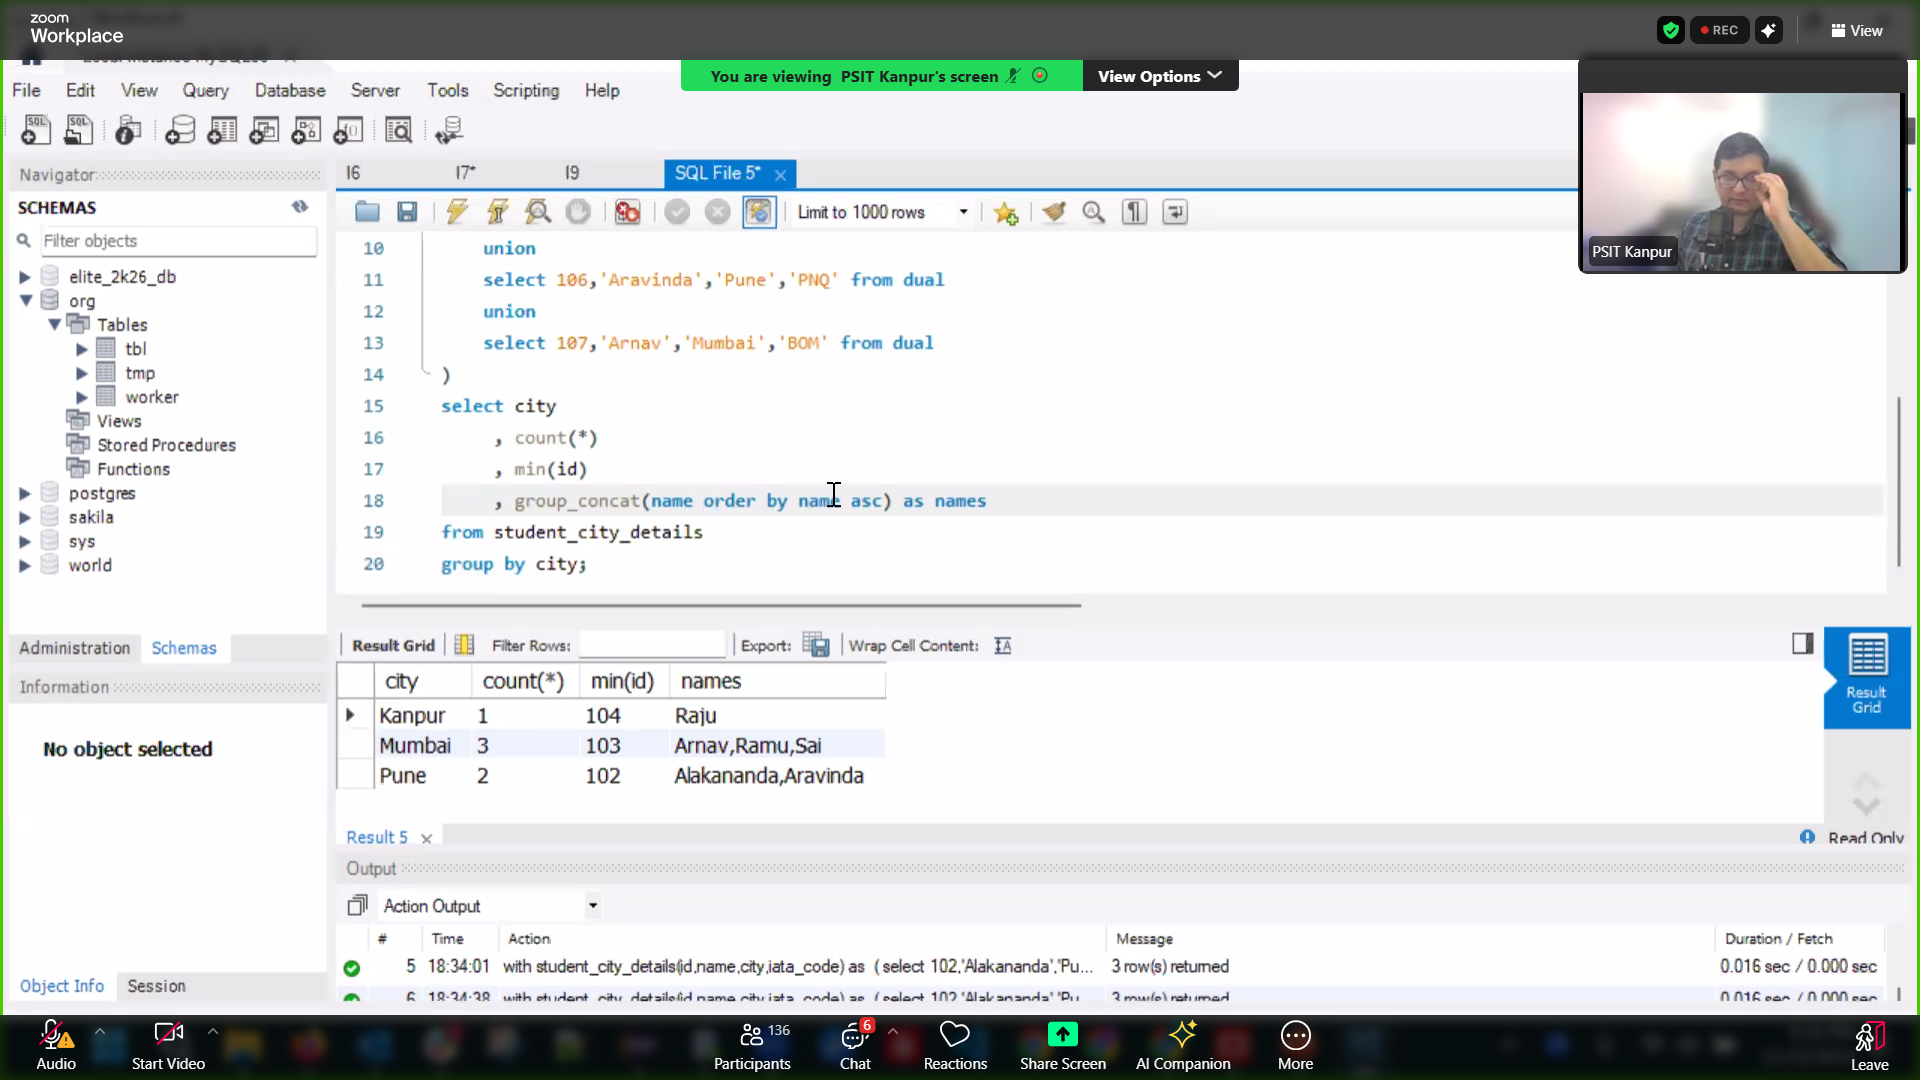 zoom
Workplace
REC
View
You are viewing PSIT Kanpur's screen
View Options
File Edit View Query Database Server Tools Scripting Help
Navigator
SCHEMAS
Filter objects
elite_2k26_db
org
Tables
tbl
tmp
worker
Views
Stored Procedures
Functions
postgres
sakila
sys
world
Administration Schemas
Information
No object selected
Object Info Session
I6 I7* I9 SQL File 5*
Limit to 1000 rows
10 union
11 select 106,'Aravinda','Pune','PNQ' from dual
12 union
13 select 107,'Arnav','Mumbai','BOM' from dual
14 )
15 select city
16 , count(*)
17 , min(id)
18 , group_concat(name order by name asc) as names
19 from student_city_details
20 group by city;
PSIT Kanpur
Result Grid Filter Rows: Export: Wrap Cell Content:
city count(*) min(id) names
Kanpur 1 104 Raju
Mumbai 3 103 Arnav,Ramu,Sai
Pune 2 102 Alakananda,Aravinda
Result
Grid
Result 5
Read Only
Output
Action Output
# Time Action Message Duration / Fetch
5 18:34:01 with student_city_details(id,name,city,iata_code) as ( select 102,'Alakananda','Pu... 3 row(s) returned 0.016 sec / 0.000 sec
6 18:34:38 with student_city_details(id,name,city,iata_code) as ( select 102,'Alakananda','Pu... 3 row(s) returned 0.016 sec / 0.000 sec
Audio
Start Video
136
Participants
6
Chat
Reactions
Share Screen
AI Companion
More
Leave